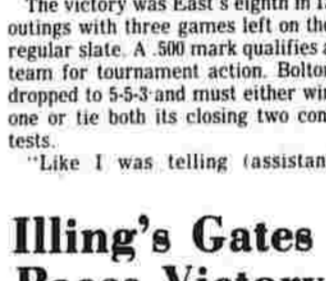 The victory was East's eighth in
outings with three games left on the
regular slate. A .500 mark qualifies a
team for tournament action. Bolton
dropped to 5-5-3 and must either win
one or tie both its closing two con
tests.
"Like I was telling (assistan
Illing's Gates